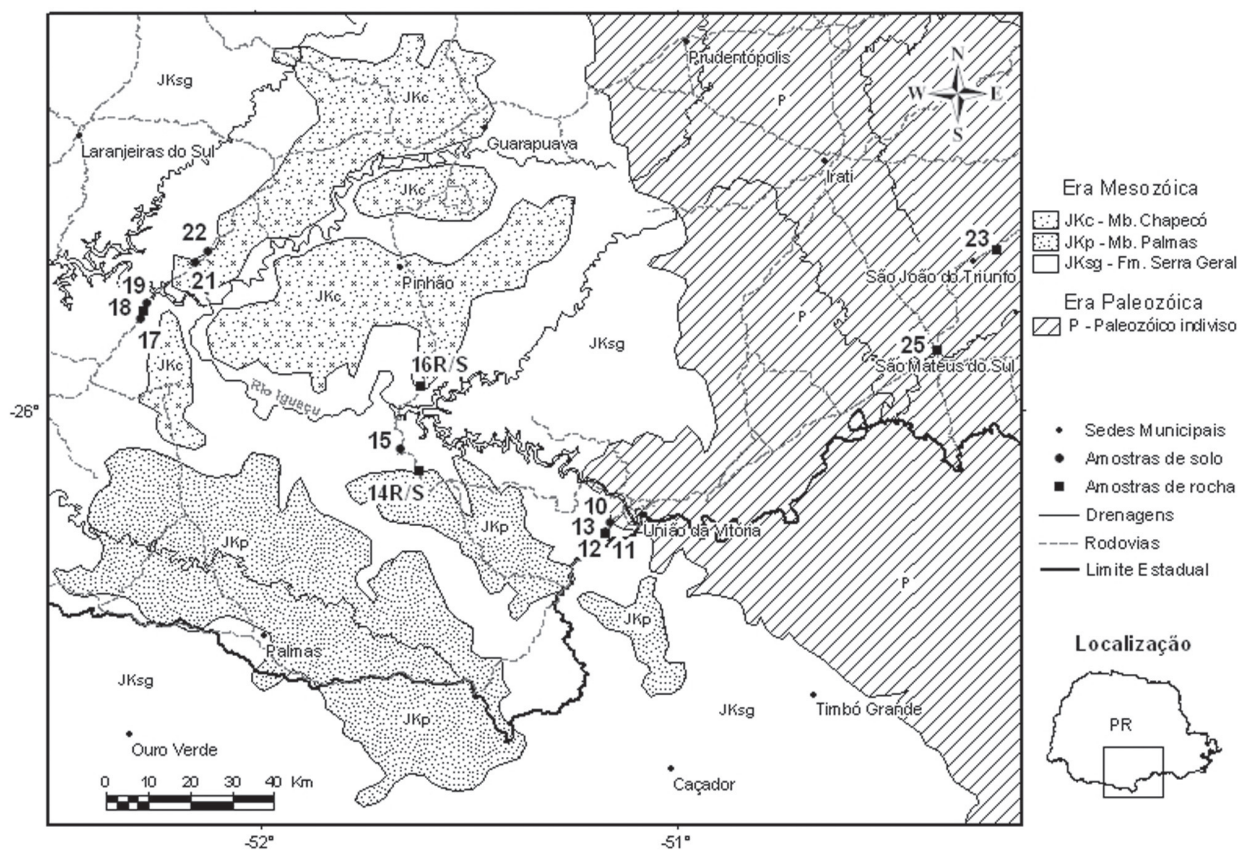 JKsg
JKc
Prudentópolis
P
N
W E
S
Laranjeiras do Sul
Guarapuava
Irati
JKc
22
21
19
18
17
JKc
Pinhão
23
São João do Triunfo
P
JKsg
25
São Mateus do Sul
JKc
16R/S
Rio Iguaçu
-26°
15
14R/S
10
13
12
11
União da Vitória
JKp
JKp
P
JKp
Palmas
JKsg
JKp
JKsg
Timbó Grande
Ouro Verde
Caçador
0 10 20 30 40 Km
-52°
-51°
Era Mesozóica
JKc - Mb. Chapecó
JKp - Mb. Palmas
JKsg - Fm. Serra Geral
Era Paleozóica
P - Paleozóico indiviso
Sedes Municipais
Amostras de solo
Amostras de rocha
Drenagens
Rodovias
Limite Estadual
Localização
PR